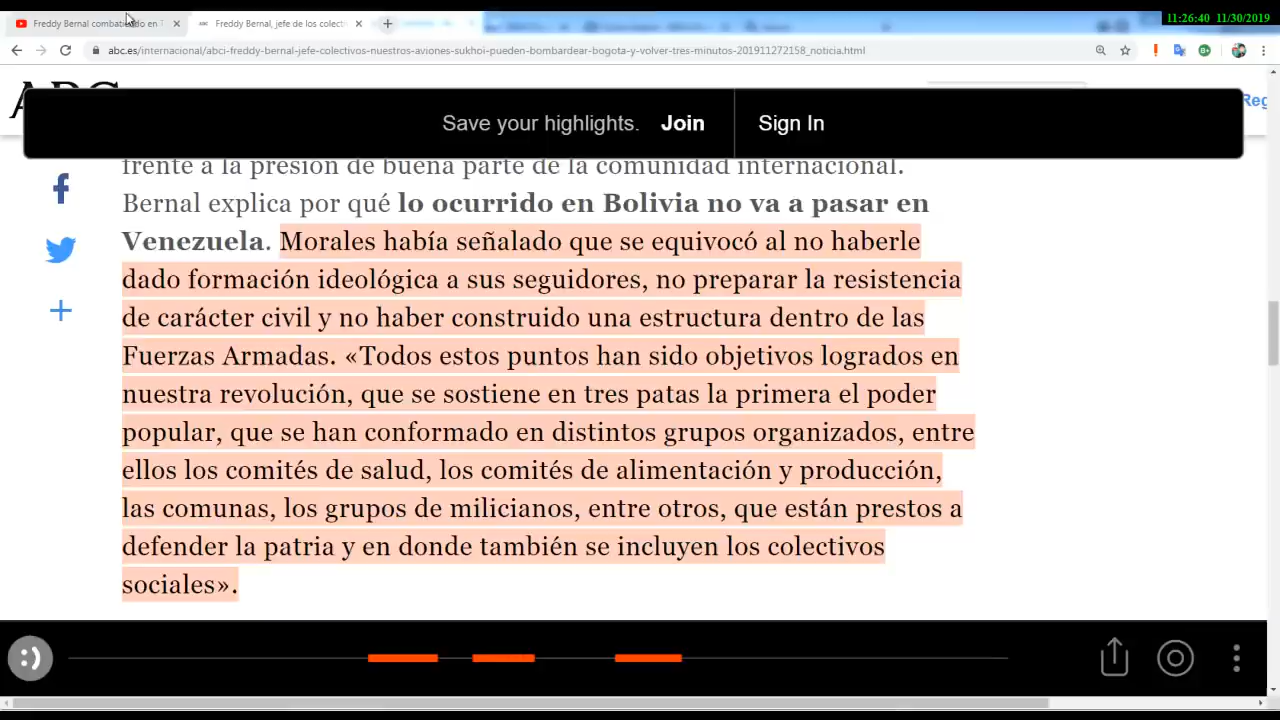 11:26:40 11/30/2019
Freddy Bernal combatiendo en T
Freddy Bernal, jefe de los colect
abc.es/internacional/abci-freddy-bernal-jefe-colectivos-nuestros-aviones-sukhoi-pueden-bombardear-bogota-y-volver-tres-minutos-201911272158_noticia.html
ABC
Reg
Save your highlights. Join Sign In
frente a la presión de buena parte de la comunidad internacional.
Bernal explica por qué lo ocurrido en Bolivia no va a pasar en
Venezuela. Morales había señalado que se equivocó al no haberle
dado formación ideológica a sus seguidores, no preparar la resistencia
de carácter civil y no haber construido una estructura dentro de las
Fuerzas Armadas. «Todos estos puntos han sido objetivos logrados en
nuestra revolución, que se sostiene en tres patas la primera el poder
popular, que se han conformado en distintos grupos organizados, entre
ellos los comités de salud, los comités de alimentación y producción,
las comunas, los grupos de milicianos, entre otros, que están prestos a
defender la patria y en donde también se incluyen los colectivos
sociales».